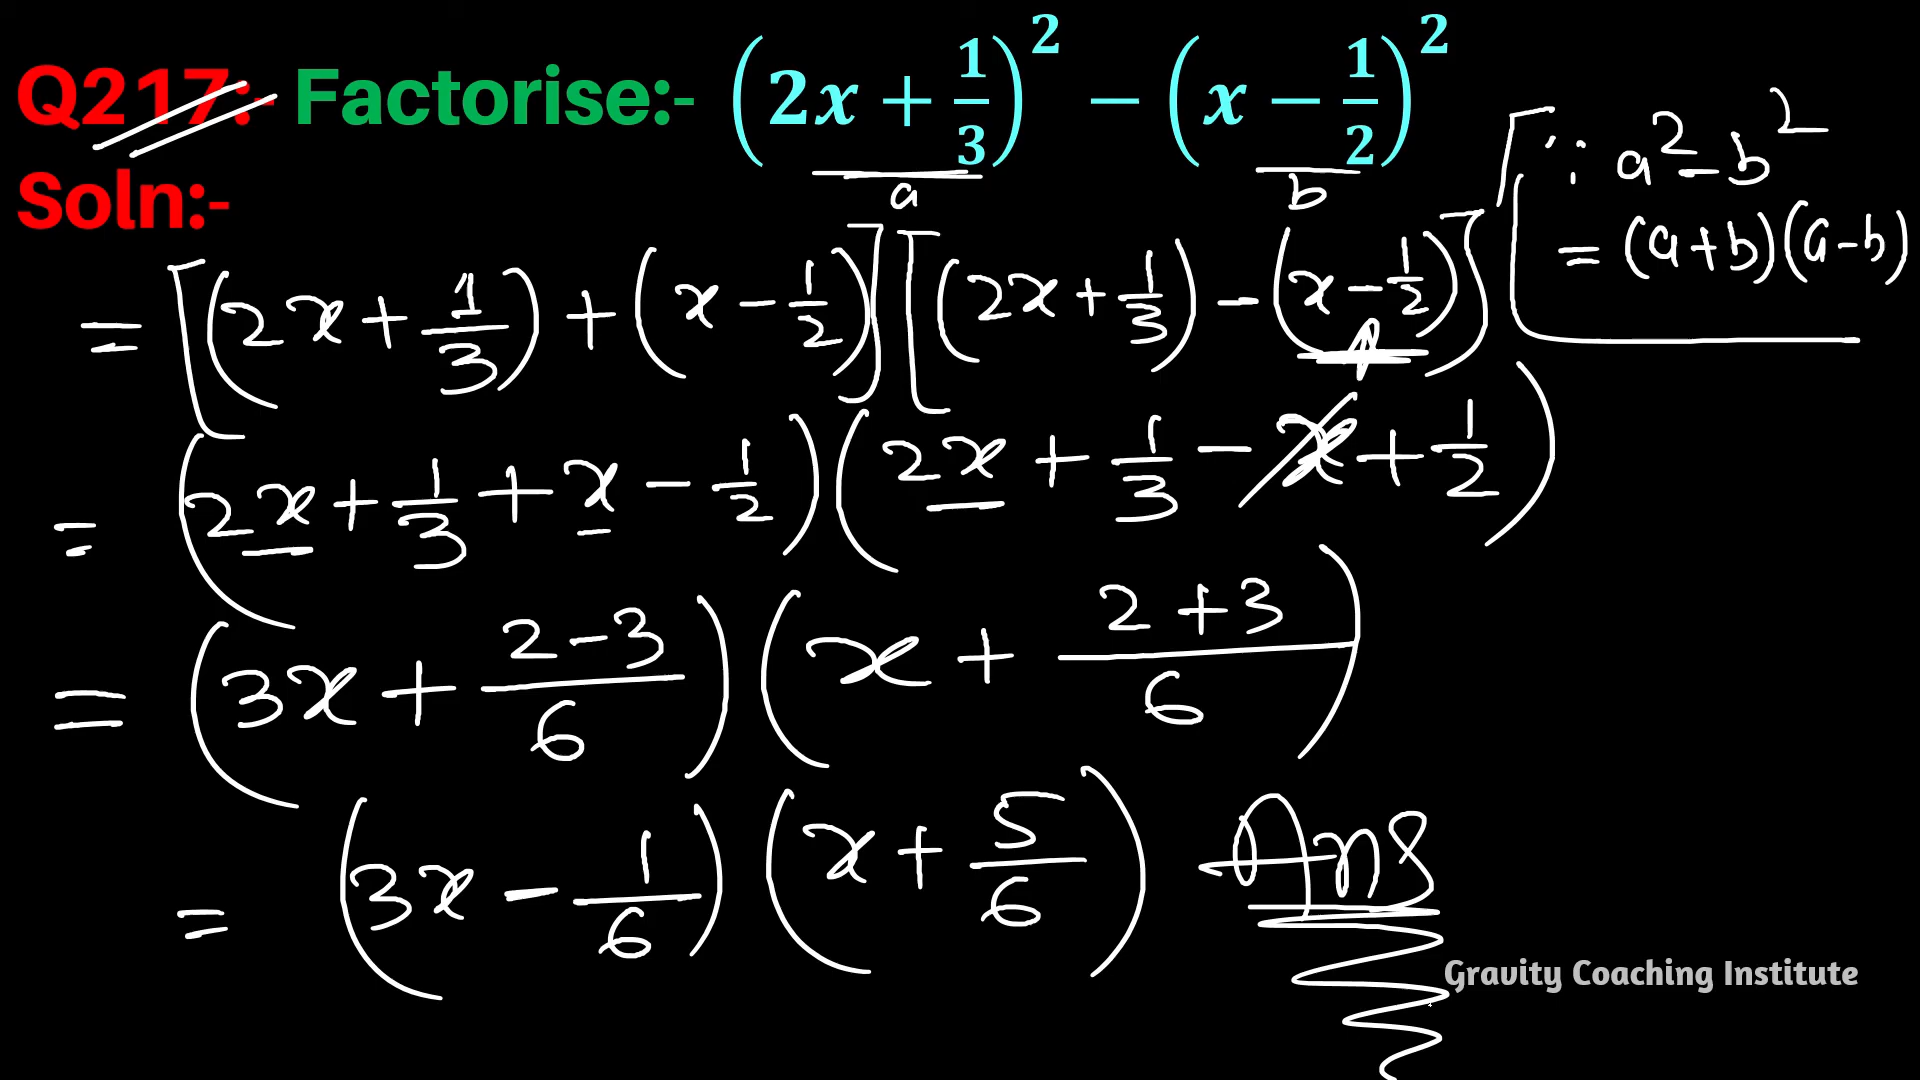 Q217:- Factorise:- (2x + 1/3)² − (x − 1/2)²
a b
Soln:-
∵ a² − b²
= (a+b)(a−b)
= [(2x + 1/3) + (x − 1/2)] [(2x + 1/3) − (x − 1/2)]
= (2x + 1/3 + x − 1/2) (2x + 1/3 − x + 1/2)
= (3x + (2−3)/6) (x + (2+3)/6)
= (3x − 1/6) (x + 5/6) Ans
Gravity Coaching Institute